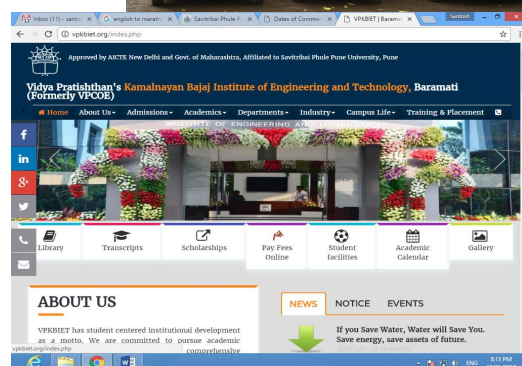 Inbox (11) - santo
english to marath
Savitribai Phule P
Dates of Commen
VPKBIET | Baramat
Santosh
vpkbiet.org/index.php
Approved by AICTE New Delhi and Govt. of Maharashtra, Affiliated to Savitribai Phule Pune University, Pune
Vidya Pratishthan's Kamalnayan Bajaj Institute of Engineering and Technology, Baramati
(Formerly VPCOE)
Home About Us Admissions Academics Departments Industry Campus Life Training & Placement
INSTITUTE OF ENGINEERING AND
Library
Transcripts
Scholarships
Pay Fees
Online
Student
facilities
Academic
Calendar
Gallery
ABOUT US
VPKBIET has student centered institutional development
as a motto. We are committed to pursue academic
comprehensive
NEWS NOTICE EVENTS
If you Save Water, Water will Save You.
Save energy, save assets of future.
vpkbiet.org/index.php
ENG
8:13 PM